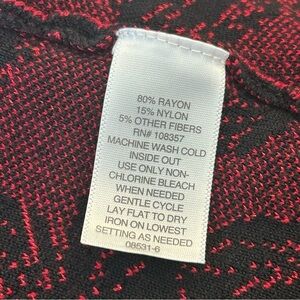 80% RAYON
15% NYLON
5% OTHER FIBERS
RN# 108357
MACHINE WASH COLD
INSIDE OUT
USE ONLY NON-
CHLORINE BLEACH
WHEN NEEDED
GENTLE CYCLE
LAY FLAT TO DRY
IRON ON LOWEST
SETTING AS NEEDED
08531-6